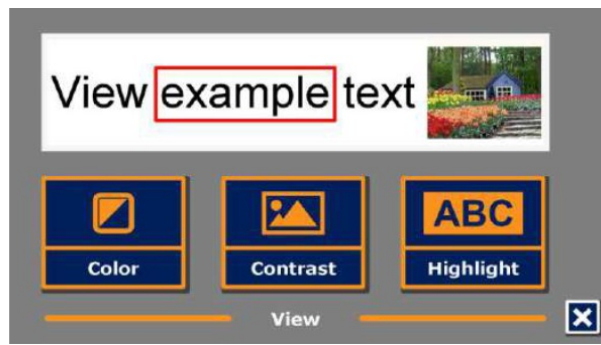 View example text
ABC
Color
Contrast
Highlight
View